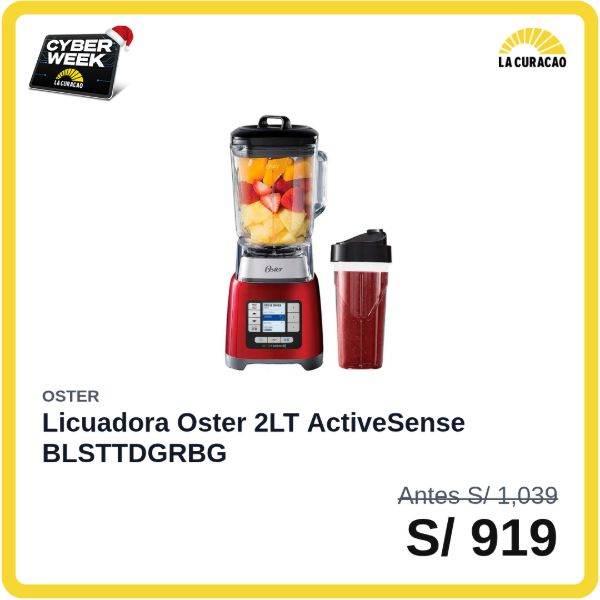 CYBER
WEEK
LA CURACAO
LA CURACAO
Oster
OSTER
Licuadora Oster 2LT ActiveSense
BLSTTDGRBG
Antes S/ 1,039
S/ 919